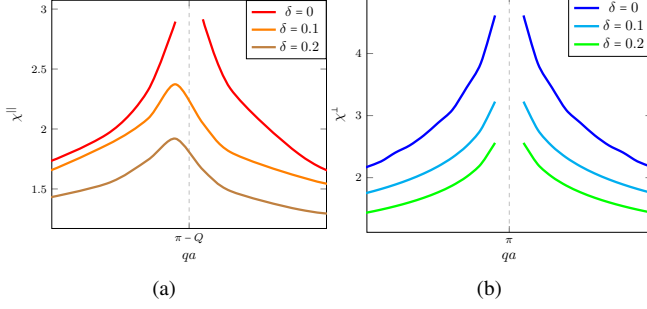 3
2.5
2
1.5
χ^||
π − Q
qa
δ = 0
δ = 0.1
δ = 0.2
(a)
4
3
2
χ^⊥
π
qa
δ = 0
δ = 0.1
δ = 0.2
(b)